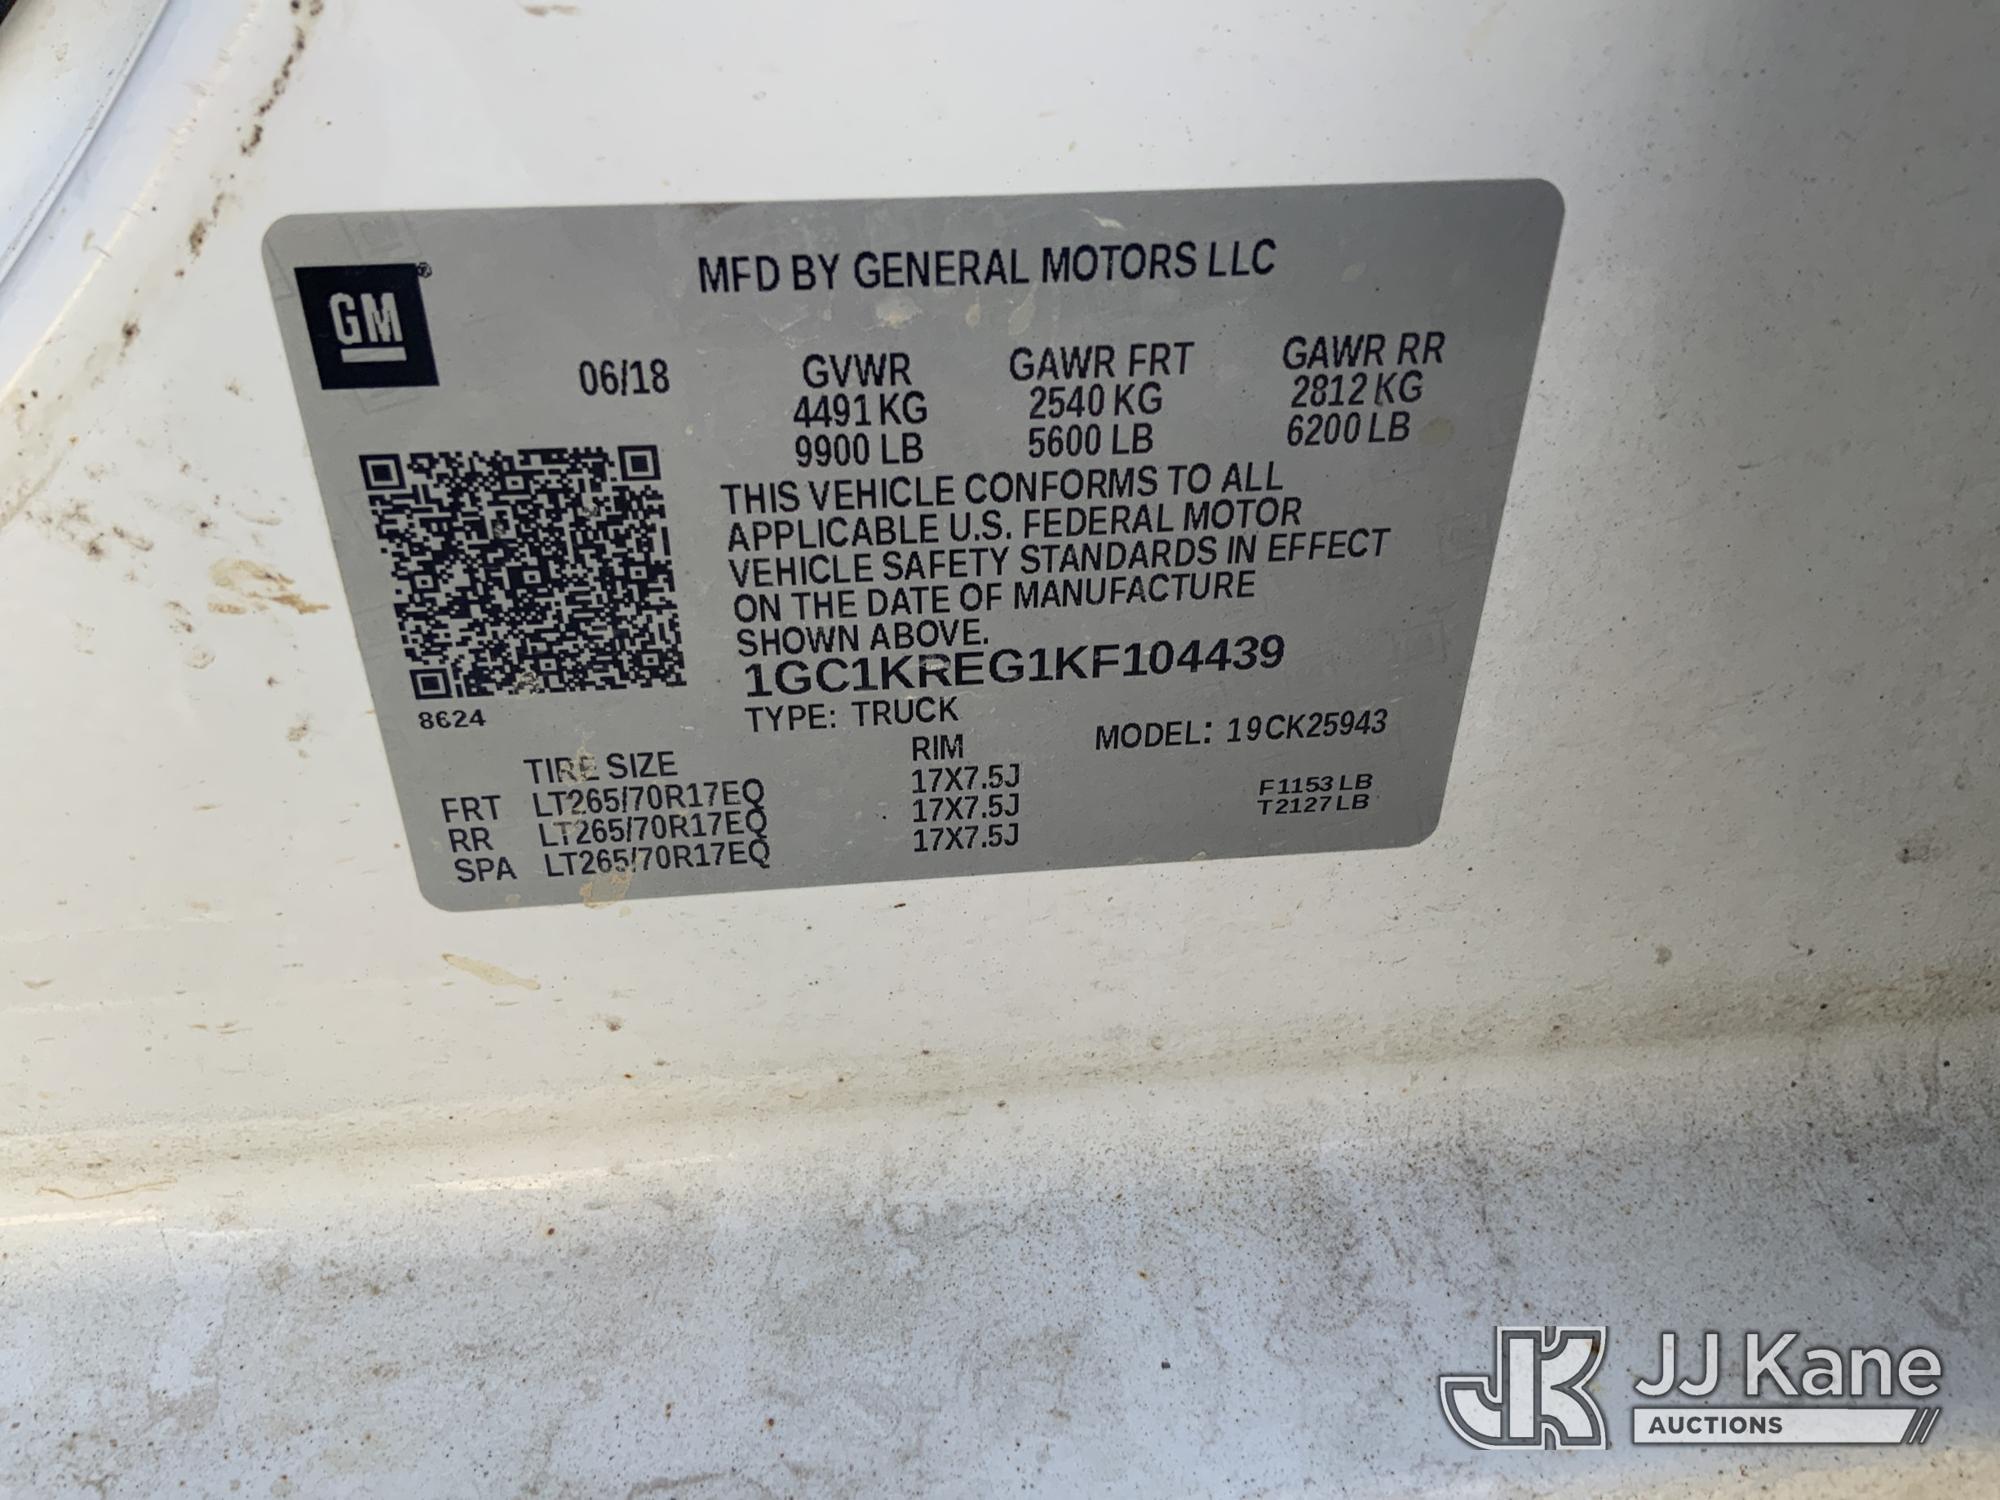 GM®
MFD BY GENERAL MOTORS LLC
06/18
GVWR GAWR FRT GAWR RR
4491 KG 2540 KG 2812 KG
9900 LB 5600 LB 6200 LB
THIS VEHICLE CONFORMS TO ALL
APPLICABLE U.S. FEDERAL MOTOR
VEHICLE SAFETY STANDARDS IN EFFECT
ON THE DATE OF MANUFACTURE
SHOWN ABOVE.
1GC1KREG1KF104439
8624
TYPE: TRUCK
MODEL: 19CK25943
TIRE SIZE RIM
FRT LT265/70R17EQ 17X7.5J
RR LT265/70R17EQ 17X7.5J
SPA LT265/70R17EQ 17X7.5J
F1153 LB
T2127 LB
JK JJ Kane
AUCTIONS